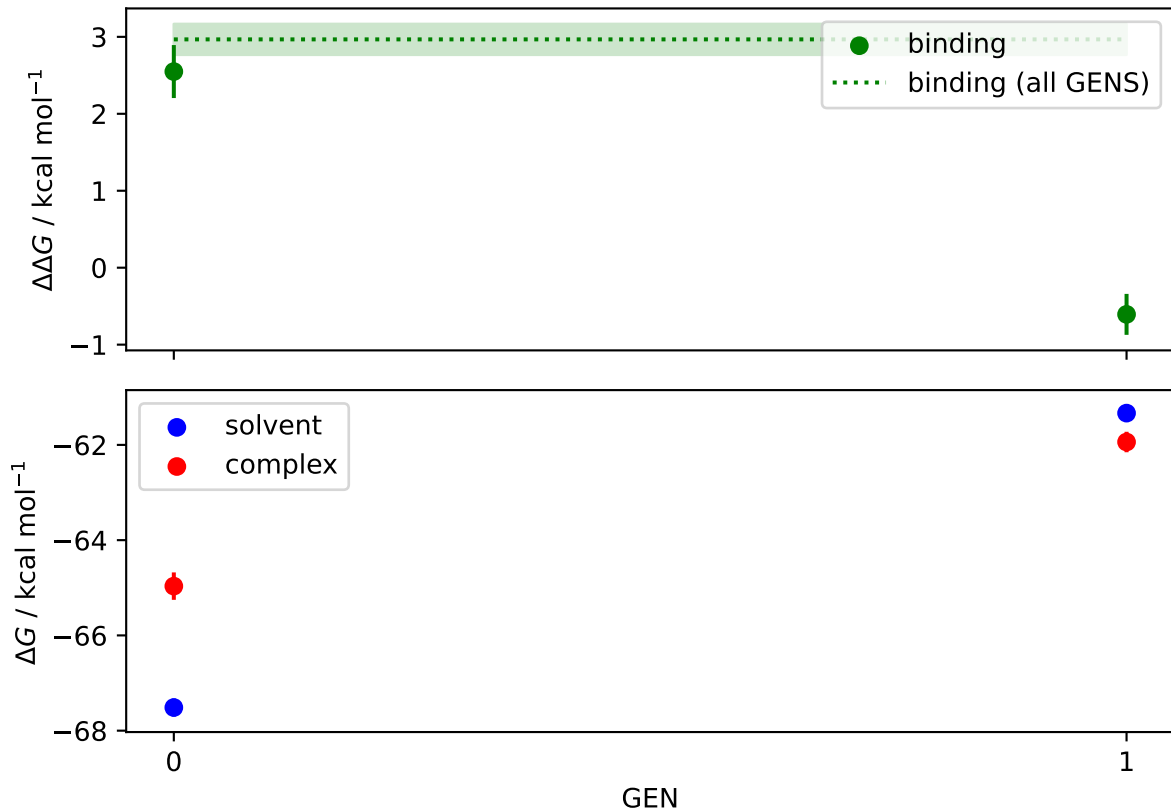 3
2
1
0
−1
ΔΔG / kcal mol⁻¹
binding
binding (all GENS)
−62
−64
−66
−68
ΔG / kcal mol⁻¹
solvent
complex
0
1
GEN